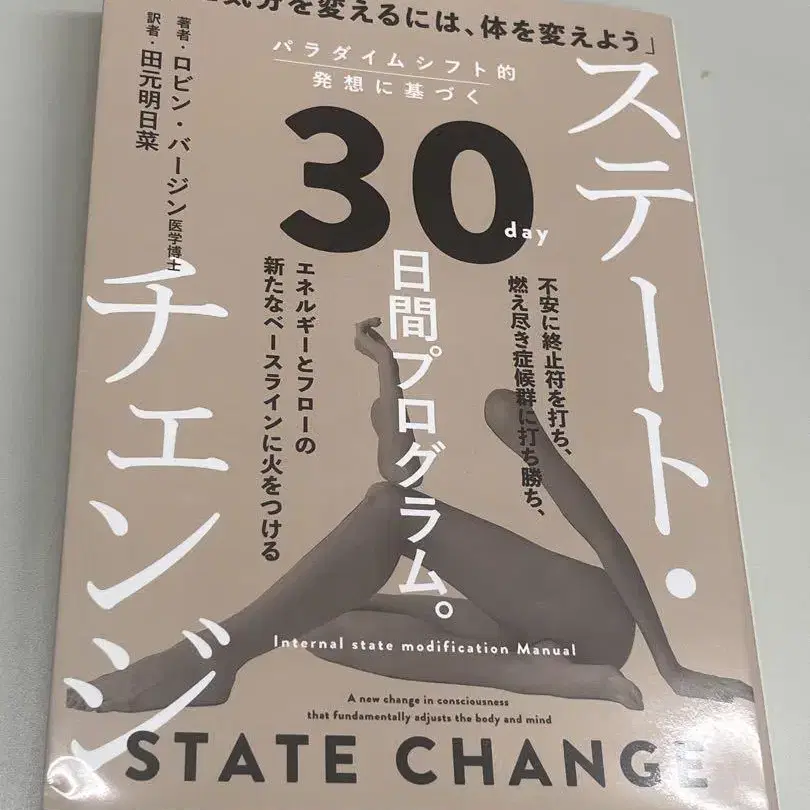 気分を変えるには、体を変えよう」
パラダイムシフト的
発想に基づく
30
day
日間プログラム。
ステート・
チェンジ
著者・ロビン・バージン医学博士
訳者・田元明日菜
不安に終止符を打ち、
燃え尽き症候群に打ち勝ち、
エネルギーとフローの
新たなベースラインに火をつける
Internal state modification Manual
A new change in consciousness
that fundamentally adjusts the body and mind
STATE CHANGE